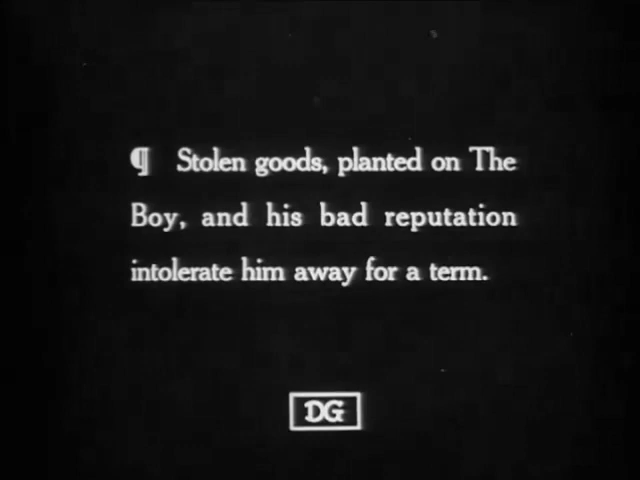 ¶ Stolen goods, planted on The
Boy, and his bad reputation
intolerate him away for a term.
DG